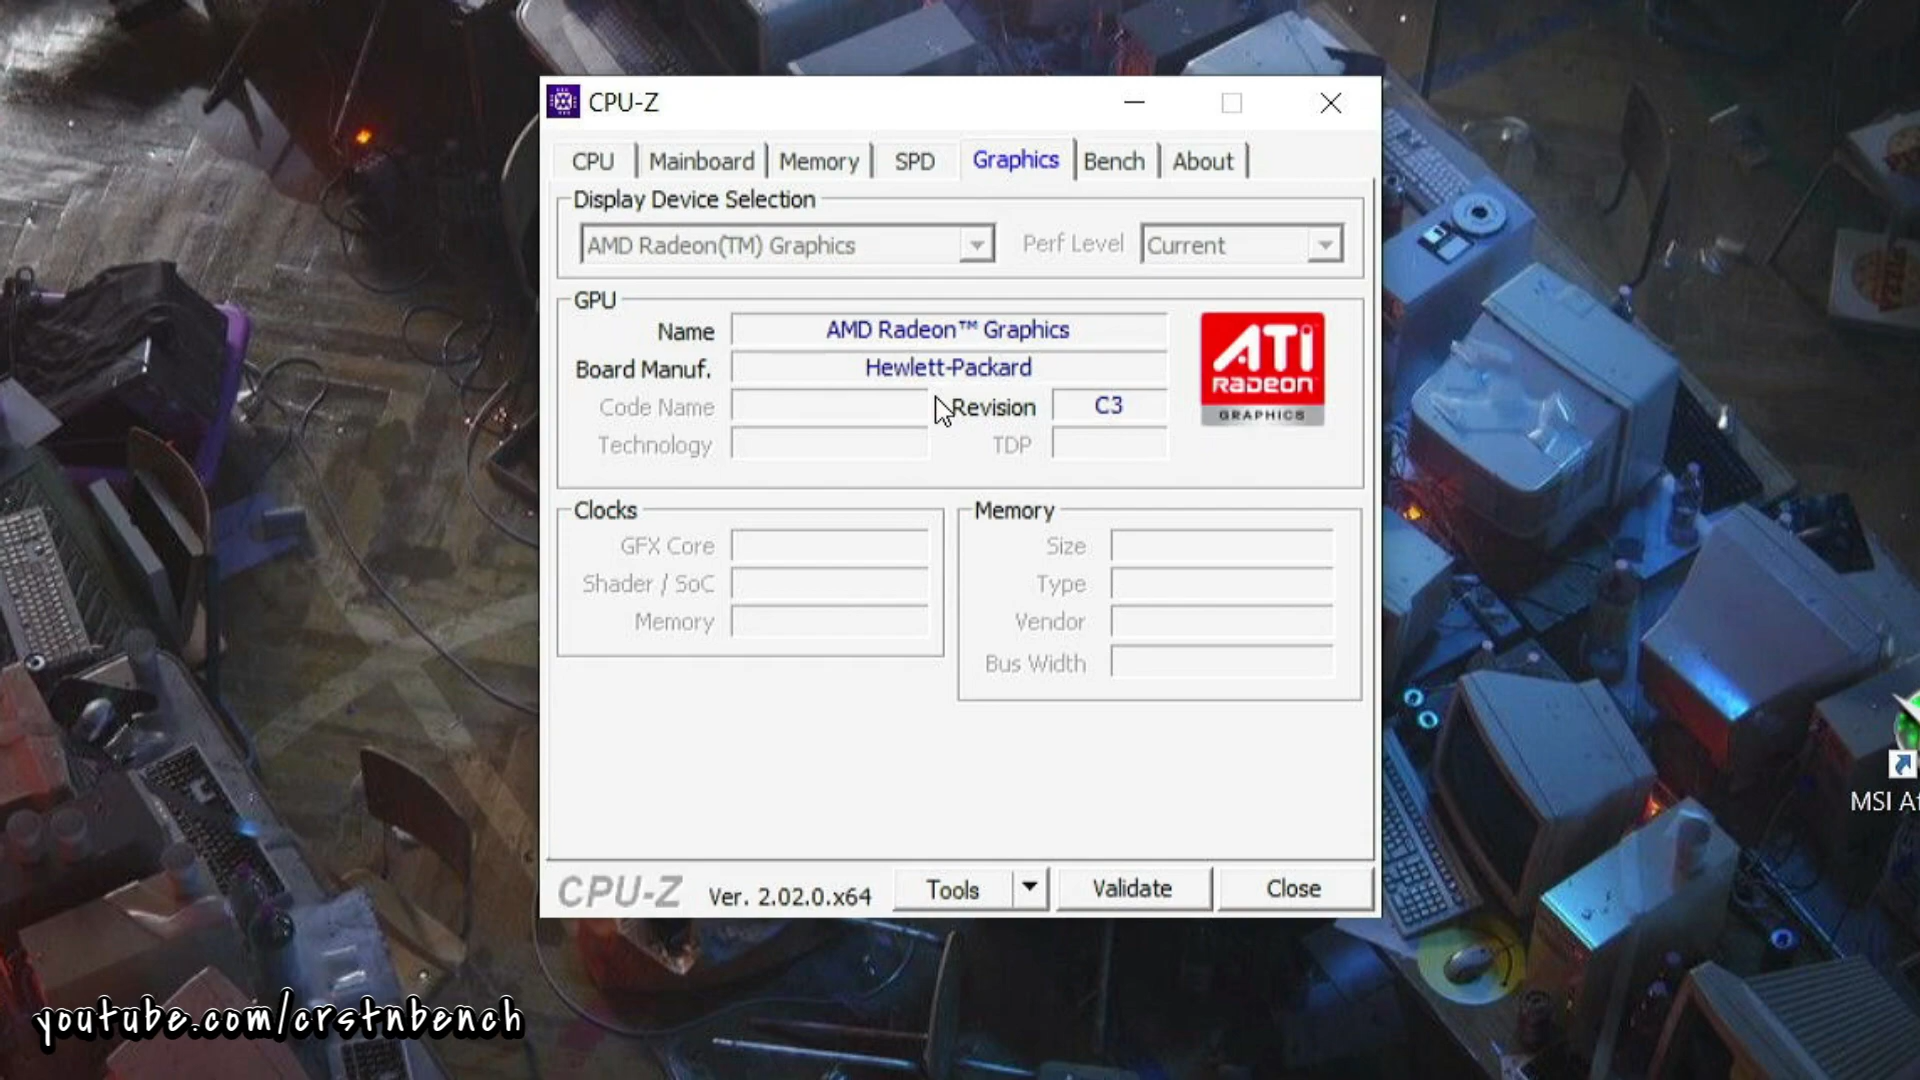 CPU-Z
CPU Mainboard Memory SPD Graphics Bench About
Display Device Selection
AMD Radeon(TM) Graphics Perf Level Current
GPU
Name AMD Radeon™ Graphics
Board Manuf. Hewlett-Packard
Code Name Revision C3
Technology TDP
ATI
RADEON
GRAPHICS
Clocks
GFX Core
Shader / SoC
Memory
Memory
Size
Type
Vendor
Bus Width
CPU-Z Ver. 2.02.0.x64 Tools Validate Close
MSI Af
youtube.com/crstnbench